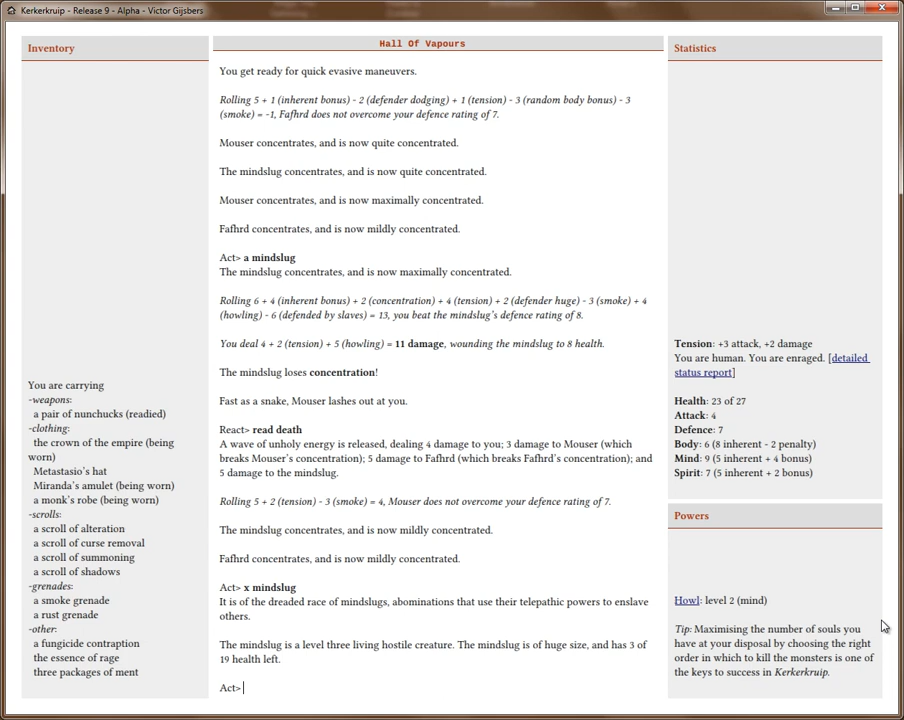 Kerkerkruip - Release 9 - Alpha - Victor Gijsbers
Inventory
You are carrying
-weapons:
a pair of nunchucks (readied)
-clothing:
the crown of the empire (being
worn)
Metastasio's hat
Miranda's amulet (being worn)
a monk's robe (being worn)
-scrolls:
a scroll of alteration
a scroll of curse removal
a scroll of summoning
a scroll of shadows
-grenades:
a smoke grenade
a rust grenade
-other:
a fungicide contraption
the essence of rage
three packages of ment
Hall Of Vapours
You get ready for quick evasive maneuvers.
Rolling 5 + 1 (inherent bonus) - 2 (defender dodging) + 1 (tension) - 3 (random body bonus) - 3
(smoke) = -1, Fafhrd does not overcome your defence rating of 7.
Mouser concentrates, and is now quite concentrated.
The mindslug concentrates, and is now quite concentrated.
Mouser concentrates, and is now maximally concentrated.
Fafhrd concentrates, and is now mildly concentrated.
Act> a mindslug
The mindslug concentrates, and is now maximally concentrated.
Rolling 6 + 4 (inherent bonus) + 2 (concentration) + 4 (tension) + 2 (defender huge) - 3 (smoke) + 4
(howling) - 6 (defended by slaves) = 13, you beat the mindslug's defence rating of 8.
You deal 4 + 2 (tension) + 5 (howling) = 11 damage, wounding the mindslug to 8 health.
The mindslug loses concentration!
Fast as a snake, Mouser lashes out at you.
React> read death
A wave of unholy energy is released, dealing 4 damage to you; 3 damage to Mouser (which
breaks Mouser's concentration); 5 damage to Fafhrd (which breaks Fafhrd's concentration); and
5 damage to the mindslug.
Rolling 5 + 2 (tension) - 3 (smoke) = 4, Mouser does not overcome your defence rating of 7.
The mindslug concentrates, and is now mildly concentrated.
Fafhrd concentrates, and is now mildly concentrated.
Act> x mindslug
It is of the dreaded race of mindslugs, abominations that use their telepathic powers to enslave
others.
The mindslug is a level three living hostile creature. The mindslug is of huge size, and has 3 of
19 health left.
Act>
Statistics
Tension: +3 attack, +2 damage
You are human. You are enraged. [detailed
status report]
Health: 23 of 27
Attack: 4
Defence: 7
Body: 6 (8 inherent - 2 penalty)
Mind: 9 (5 inherent + 4 bonus)
Spirit: 7 (5 inherent + 2 bonus)
Powers
Howl: level 2 (mind)
Tip: Maximising the number of souls you
have at your disposal by choosing the right
order in which to kill the monsters is one of
the keys to success in Kerkerkruip.